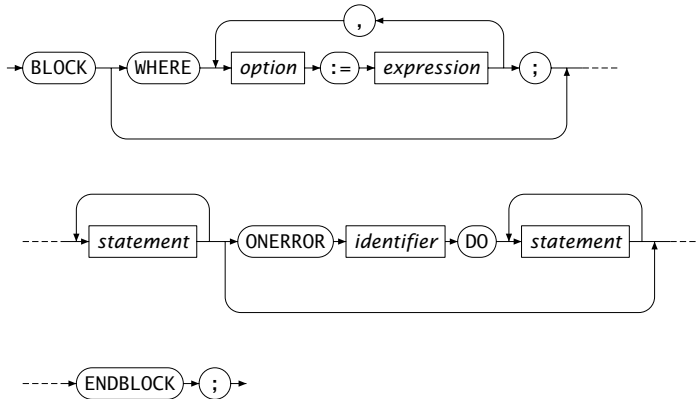 ,
BLOCK WHERE option := expression ;
statement ONERROR identifier DO statement
ENDBLOCK ;